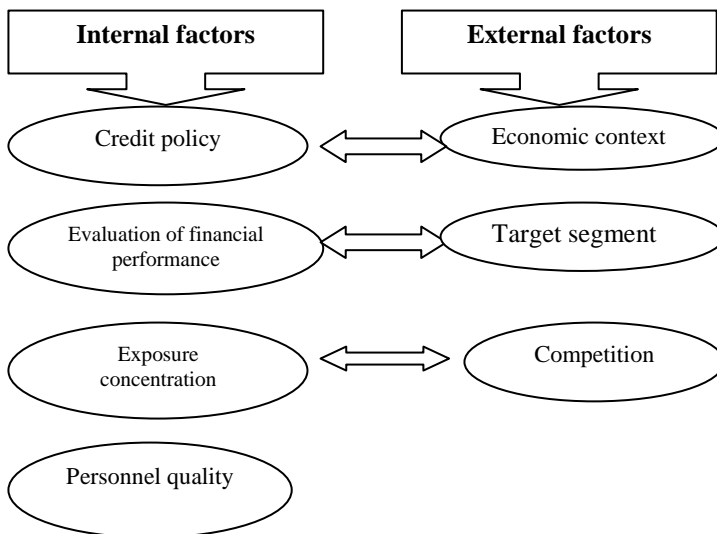 Internal factors
External factors
Credit policy
Economic context
Evaluation of financial
performance
Target segment
Exposure
concentration
Competition
Personnel quality